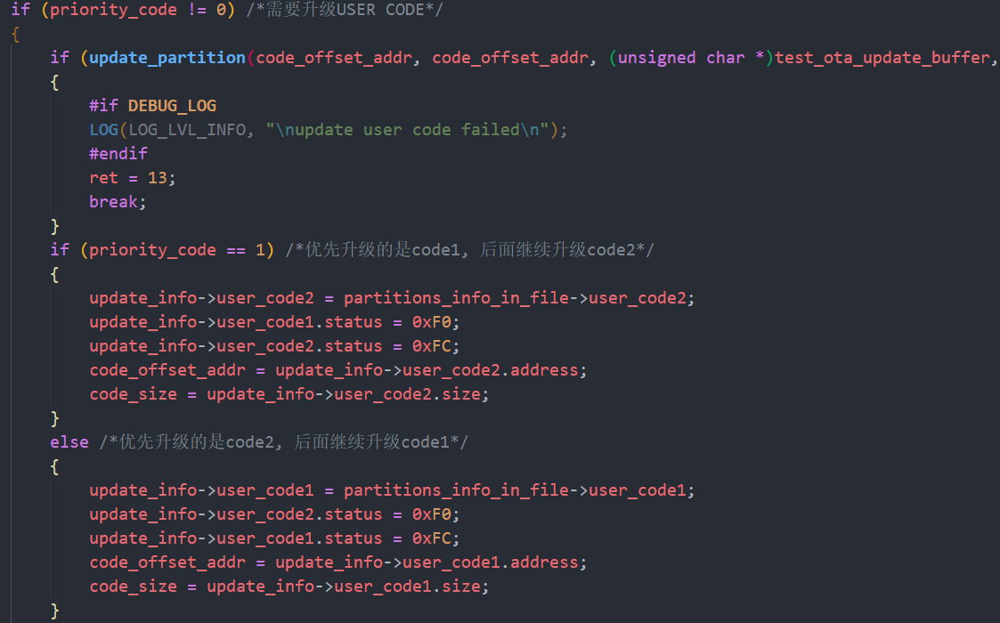 if (priority_code != 0) /*需要升级USER CODE*/
{
if (update_partition(code_offset_addr, code_offset_addr, (unsigned char *)test_ota_update_buffer,
{
#if DEBUG_LOG
LOG(LOG_LVL_INFO, "\nupdate user code failed\n");
#endif
ret = 13;
break;
}
if (priority_code == 1) /*优先升级的是code1, 后面继续升级code2*/
{
update_info->user_code2 = partitions_info_in_file->user_code2;
update_info->user_code1.status = 0xF0;
update_info->user_code2.status = 0xFC;
code_offset_addr = update_info->user_code2.address;
code_size = update_info->user_code2.size;
}
else /*优先升级的是code2, 后面继续升级code1*/
{
update_info->user_code1 = partitions_info_in_file->user_code1;
update_info->user_code2.status = 0xF0;
update_info->user_code1.status = 0xFC;
code_offset_addr = update_info->user_code1.address;
code_size = update_info->user_code1.size;
}